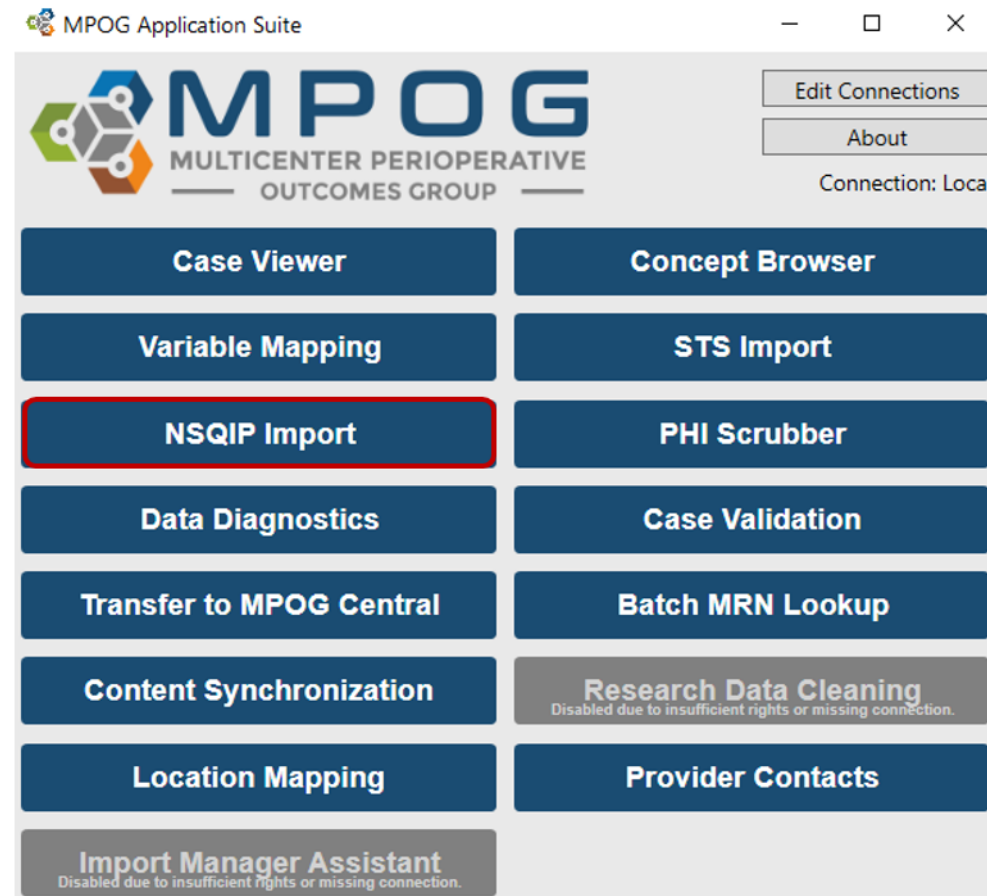 MPOG Application Suite
MPOG
MULTICENTER PERIOPERATIVE
OUTCOMES GROUP
Edit Connections
About
Connection: Loca
Case Viewer
Concept Browser
Variable Mapping
STS Import
NSQIP Import
PHI Scrubber
Data Diagnostics
Case Validation
Transfer to MPOG Central
Batch MRN Lookup
Content Synchronization
Research Data Cleaning
Disabled due to insufficient rights or missing connection.
Location Mapping
Provider Contacts
Import Manager Assistant
Disabled due to insufficient rights or missing connection.